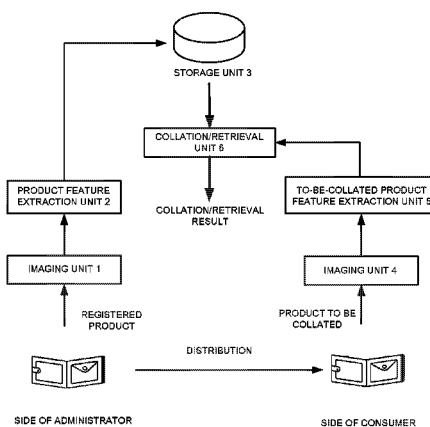 STORAGE UNIT 3
COLLATION/RETRIEVAL
UNIT 6
PRODUCT FEATURE
EXTRACTION UNIT 2
COLLATION/RETRIEVAL
RESULT
TO-BE-COLLATED PRODUCT
FEATURE EXTRACTION UNIT 5
IMAGING UNIT 1
IMAGING UNIT 4
REGISTERED
PRODUCT
PRODUCT TO BE
COLLATED
DISTRIBUTION
SIDE OF ADMINISTRATOR
SIDE OF CONSUMER